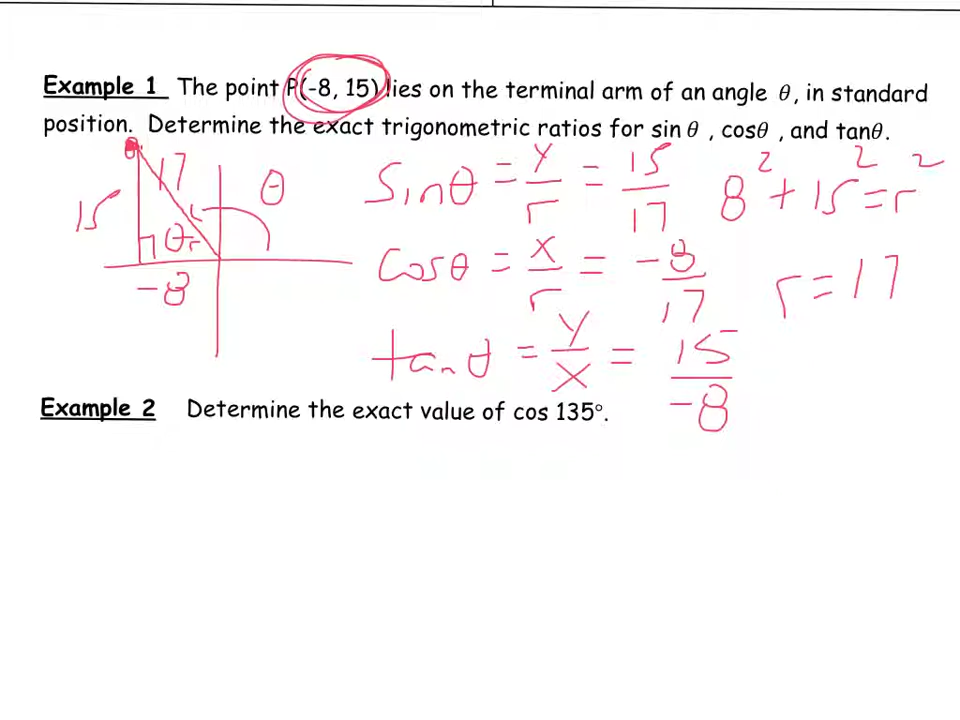 Example 1 The point P(-8, 15) lies on the terminal arm of an angle θ, in standard
position. Determine the exact trigonometric ratios for sin θ, cosθ, and tanθ.
17
15
θ
θr
-8
sinθ = y/r = 15/17
8² + 15² = r²
cosθ = x/r = -8/17
r = 17
tanθ = y/x = 15/-8
Example 2 Determine the exact value of cos 135°.